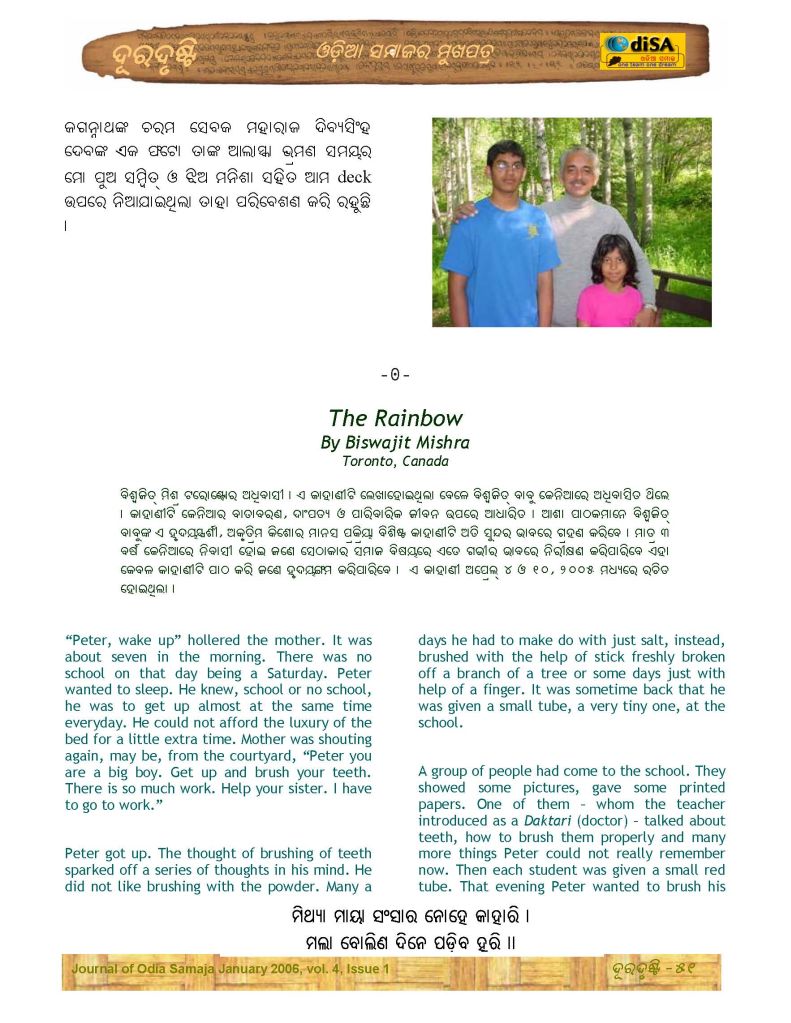 ଦୂରଦୃଷ୍ଟି
ଓଡ଼ିଆ ସମାଜର ମୁଖପତ୍ର
OdiSA
ଓଡ଼ିଆ ସମାଜ
one team one dream
ଜଗନ୍ନାଥଙ୍କ ଚରମ ସେବକ ମହାରାଜ ଦିବ୍ୟସିଂହ
ଦେବଙ୍କ ଏକ ଫଟୋ ତାଙ୍କ ଆଲାସ୍କା ଭ୍ରମଣ ସମୟର
ମୋ ପୁଅ ସମ୍ବିତ୍ ଓ ଝିଅ ମନିଶା ସହିତ ଆମ deck
ଉପରେ ନିଆଯାଇଥିଲା ତାହା ପରିବେଶଣ କରି ରହୁଛି
।
-0-
The Rainbow
By Biswajit Mishra
Toronto, Canada
ବିଶ୍ୱଜିତ୍ ମିଶ୍ର ଟରୋଣ୍ଟୋର ଅଧିବାସୀ । ଏ କାହାଣୀଟି ଲେଖାହୋଇଥିଲା ବେଳେ ବିଶ୍ୱଜିତ୍ ବାବୁ କେନିଆରେ ଅଧିବାସିତ ଥିଲେ
। କାହାଣୀଟି କେନିଆର ବାତାବରଣ, ଦାଂପତ୍ୟ ଓ ପାରିବାରିକ ଜୀବନ ଉପରେ ଆଧାରିତ । ଆଶା ପାଠକମାନେ ବିଶ୍ୱଜିତ୍
ବାବୁଙ୍କ ଏ ହୃଦୟସ୍ପର୍ଶୀ, ଅକୃତ୍ରିମ କିଶୋର ମାନସ ପ୍ରକ୍ରିୟା ବିଶିଷ୍ଟ କାହାଣୀଟି ଅତି ସୁନ୍ଦର ଭାବରେ ଗ୍ରହଣ କରିବେ । ମାତ୍ର ୩
ବର୍ଷ କେନିଆରେ ନିବାସୀ ହୋଇ ଜଣେ ସେଠାକାର ସମାଜ ବିଷୟରେ ଏତେ ଗଭୀର ଭାବରେ ନିରୀକ୍ଷଣ କରିପାରିବେ ଏହା
କେବଳ କାହାଣୀଟି ପାଠ କରି ଜଣେ ହୃଦୟଙ୍ଗମ କରିପାରିବେ । ଏ କାହାଣୀ ଅପ୍ରେଲ୍ ୪ ଓ ୧୦, ୨୦୦୫ ମଧ୍ୟରେ ରଚିତ
ହୋଇଥିଲା ।
“Peter, wake up” hollered the mother. It was
about seven in the morning. There was no
school on that day being a Saturday. Peter
wanted to sleep. He knew, school or no school,
he was to get up almost at the same time
everyday. He could not afford the luxury of the
bed for a little extra time. Mother was shouting
again, may be, from the courtyard, “Peter you
are a big boy. Get up and brush your teeth.
There is so much work. Help your sister. I have
to go to work.”
Peter got up. The thought of brushing of teeth
sparked off a series of thoughts in his mind. He
did not like brushing with the powder. Many a
days he had to make do with just salt, instead,
brushed with the help of stick freshly broken
off a branch of a tree or some days just with
help of a finger. It was sometime back that he
was given a small tube, a very tiny one, at the
school.
A group of people had come to the school. They
showed some pictures, gave some printed
papers. One of them – whom the teacher
introduced as a Daktari (doctor) – talked about
teeth, how to brush them properly and many
more things Peter could not really remember
now. Then each student was given a small red
tube. That evening Peter wanted to brush his
ମିଥ୍ୟା ମାୟା ସଂସାର ନୋହେ କାହାରି ।
ମଲା ବୋଲିଣ ଦିନେ ପଡ଼ିବ ହୁରି ॥
Journal of Odia Samaja January 2006, vol. 4, Issue 1
ଦୂରଦୃଷ୍ଟି - ୫୧